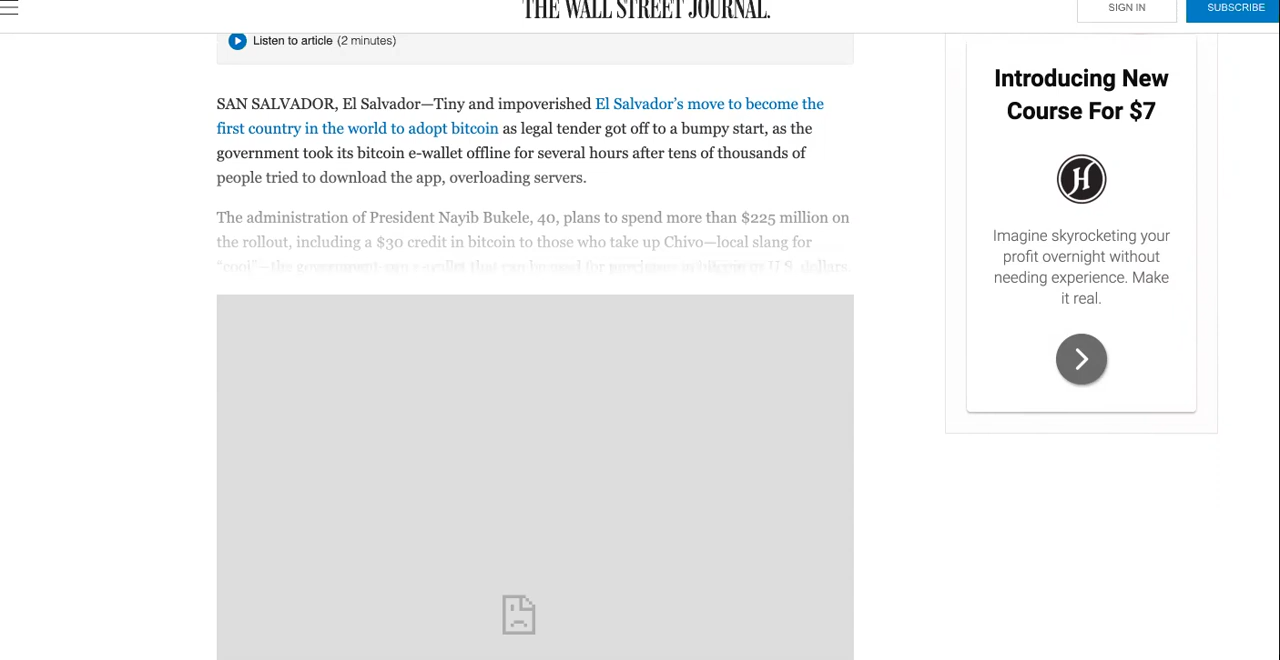 THE WALL STREET JOURNAL.
SIGN IN
SUBSCRIBE
Listen to article (2 minutes)
SAN SALVADOR, El Salvador—Tiny and impoverished El Salvador's move to become the
first country in the world to adopt bitcoin as legal tender got off to a bumpy start, as the
government took its bitcoin e-wallet offline for several hours after tens of thousands of
people tried to download the app, overloading servers.
The administration of President Nayib Bukele, 40, plans to spend more than $225 million on
the rollout, including a $30 credit in bitcoin to those who take up Chivo—local slang for
"cool"—the government-run e-wallet that can be used for purchases in bitcoin or U.S. dollars.
Introducing New
Course For $7
H
Imagine skyrocketing your
profit overnight without
needing experience. Make
it real.